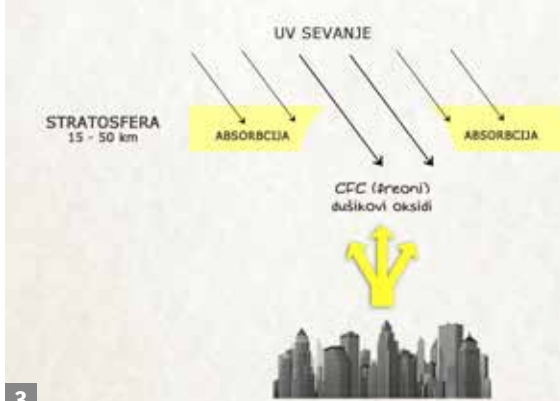 UV SEVANJE
STRATOSFERA
15 - 50 km
ABSORBCIJA
ABSORBCIJA
CFC (freoni)
dušikovi oksidi
3